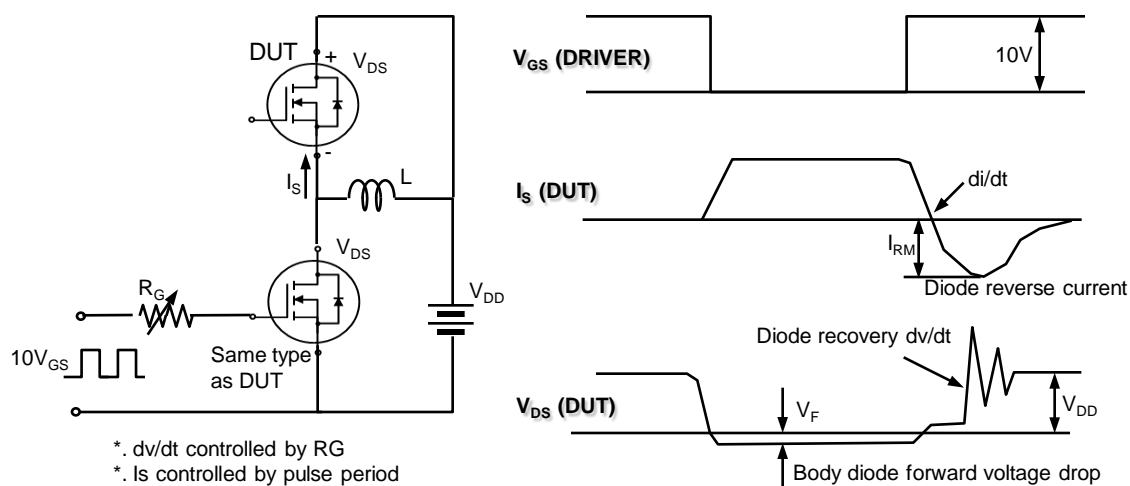 DUT
+
V_DS
-
I_S
L
V_DS
R_G
V_DD
10V_GS
Same type
as DUT
*. dv/dt controlled by RG
*. Is controlled by pulse period
V_GS (DRIVER)
10V
I_S (DUT)
di/dt
I_RM
Diode reverse current
Diode recovery dv/dt
V_DS (DUT)
V_F
V_DD
Body diode forward voltage drop